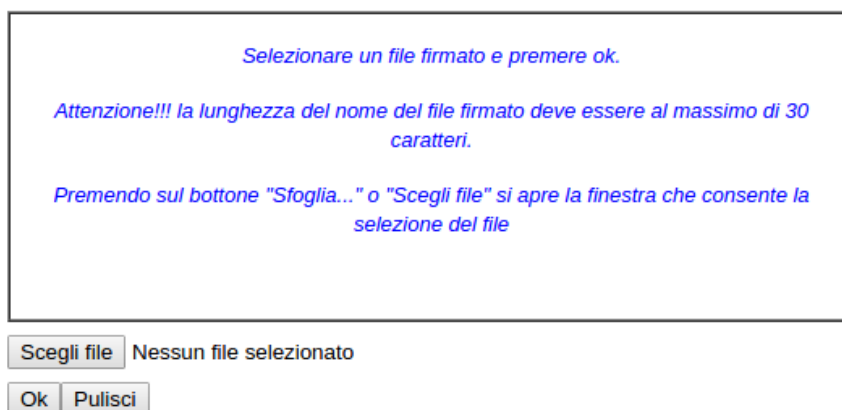 Selezionare un file firmato e premere ok.
Attenzione!!! la lunghezza del nome del file firmato deve essere al massimo di 30
caratteri.
Premendo sul bottone "Sfoglia..." o "Scegli file" si apre la finestra che consente la
selezione del file
Scegli file Nessun file selezionato
Ok Pulisci